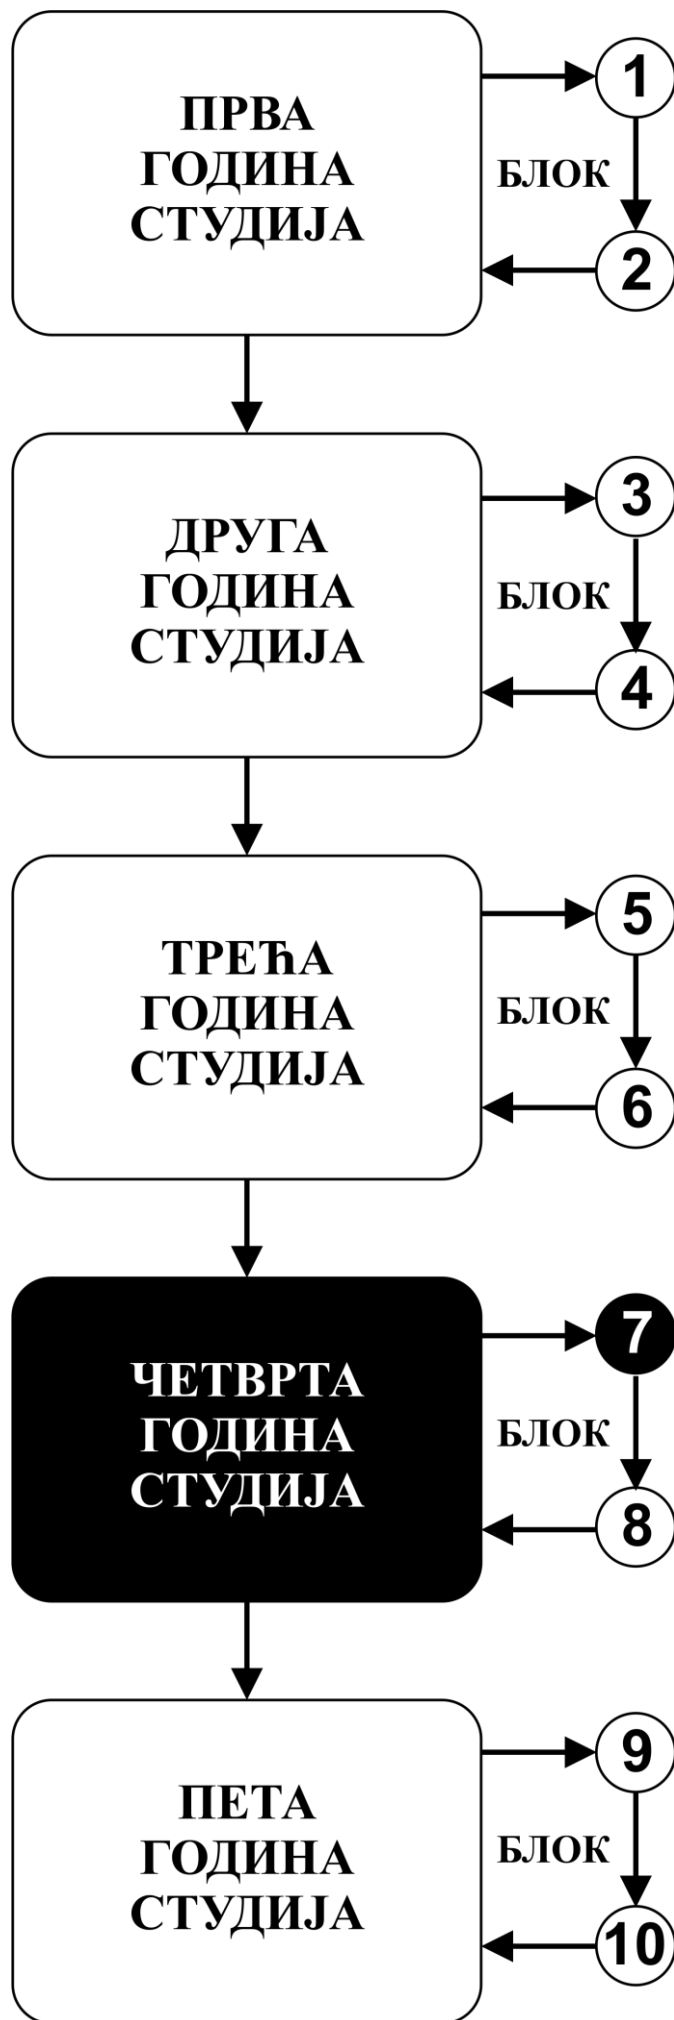 ПРВА
ГОДИНА
СТУДИЈА
1
БЛОК
2
ДРУГА
ГОДИНА
СТУДИЈА
3
БЛОК
4
ТРЕЋА
ГОДИНА
СТУДИЈА
5
БЛОК
6
ЧЕТВРТА
ГОДИНА
СТУДИЈА
7
БЛОК
8
ПЕТА
ГОДИНА
СТУДИЈА
9
БЛОК
10